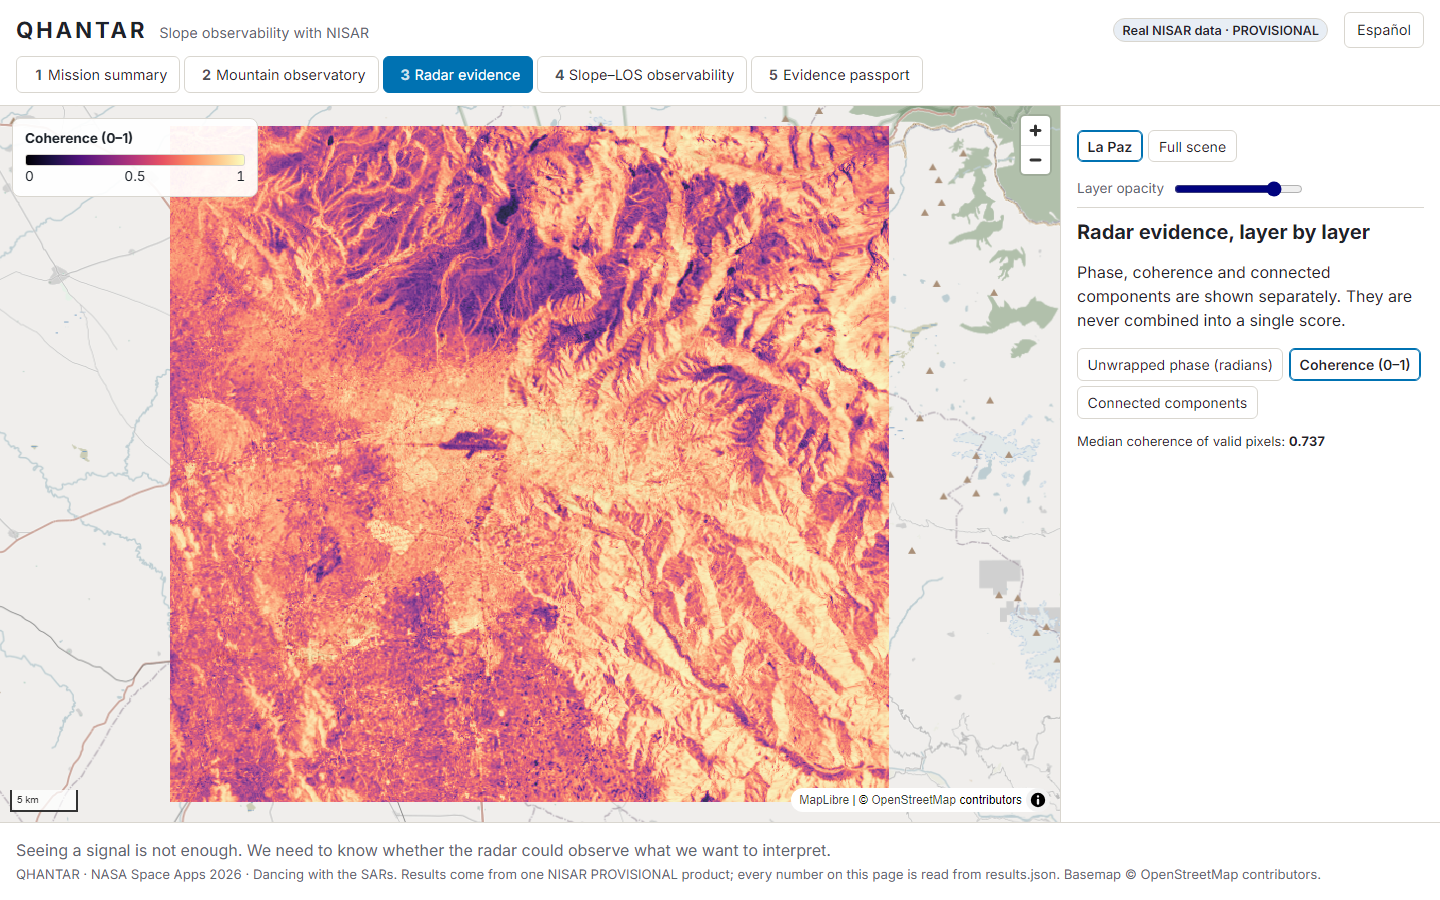 QHANTAR Slope observability with NISAR
Real NISAR data · PROVISIONAL
Español
1 Mission summary
2 Mountain observatory
3 Radar evidence
4 Slope–LOS observability
5 Evidence passport
Coherence (0–1)
0 0.5 1
+
−
5 km
MapLibre | © OpenStreetMap contributors
La Paz
Full scene
Layer opacity
Radar evidence, layer by layer
Phase, coherence and connected
components are shown separately. They are
never combined into a single score.
Unwrapped phase (radians)
Coherence (0–1)
Connected components
Median coherence of valid pixels: 0.737
Seeing a signal is not enough. We need to know whether the radar could observe what we want to interpret.
QHANTAR · NASA Space Apps 2026 · Dancing with the SARs. Results come from one NISAR PROVISIONAL product; every number on this page is read from results.json. Basemap © OpenStreetMap contributors.